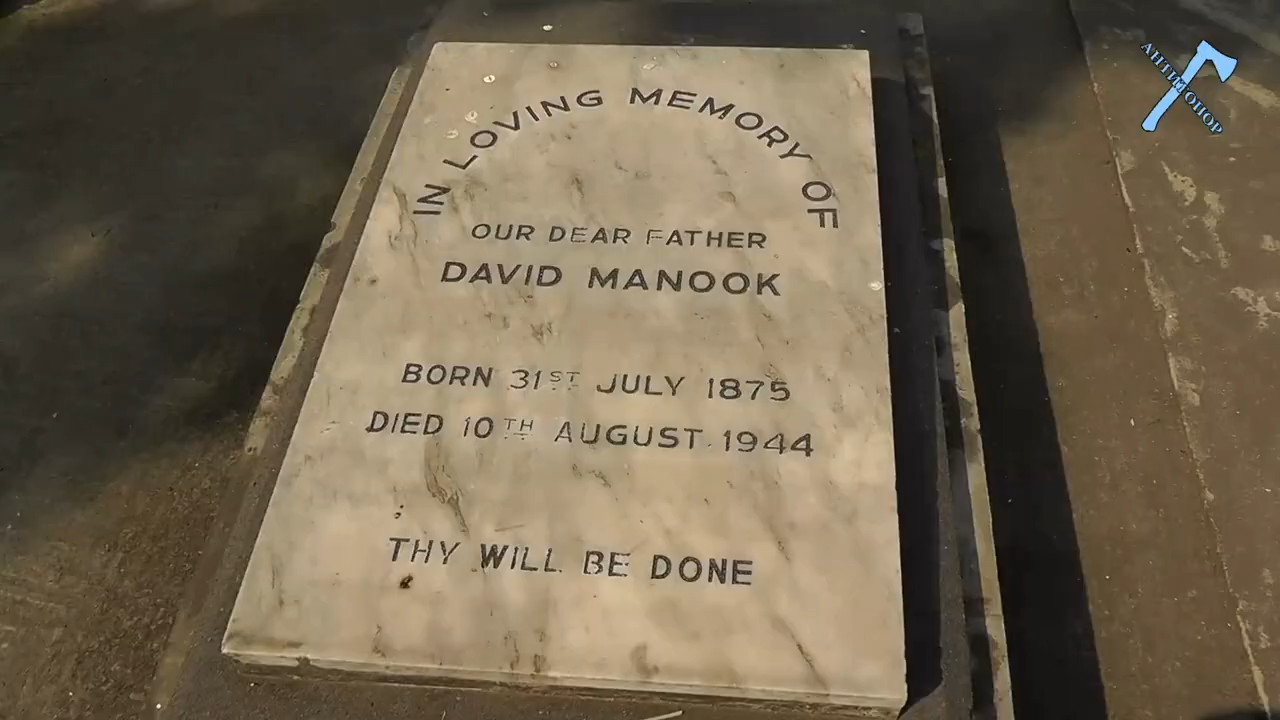 IN LOVING MEMORY OF
OUR DEAR FATHER
DAVID MANOOK
BORN 31ST JULY 1875
DIED 10TH AUGUST 1944
THY WILL BE DONE
АНТИТОПОР